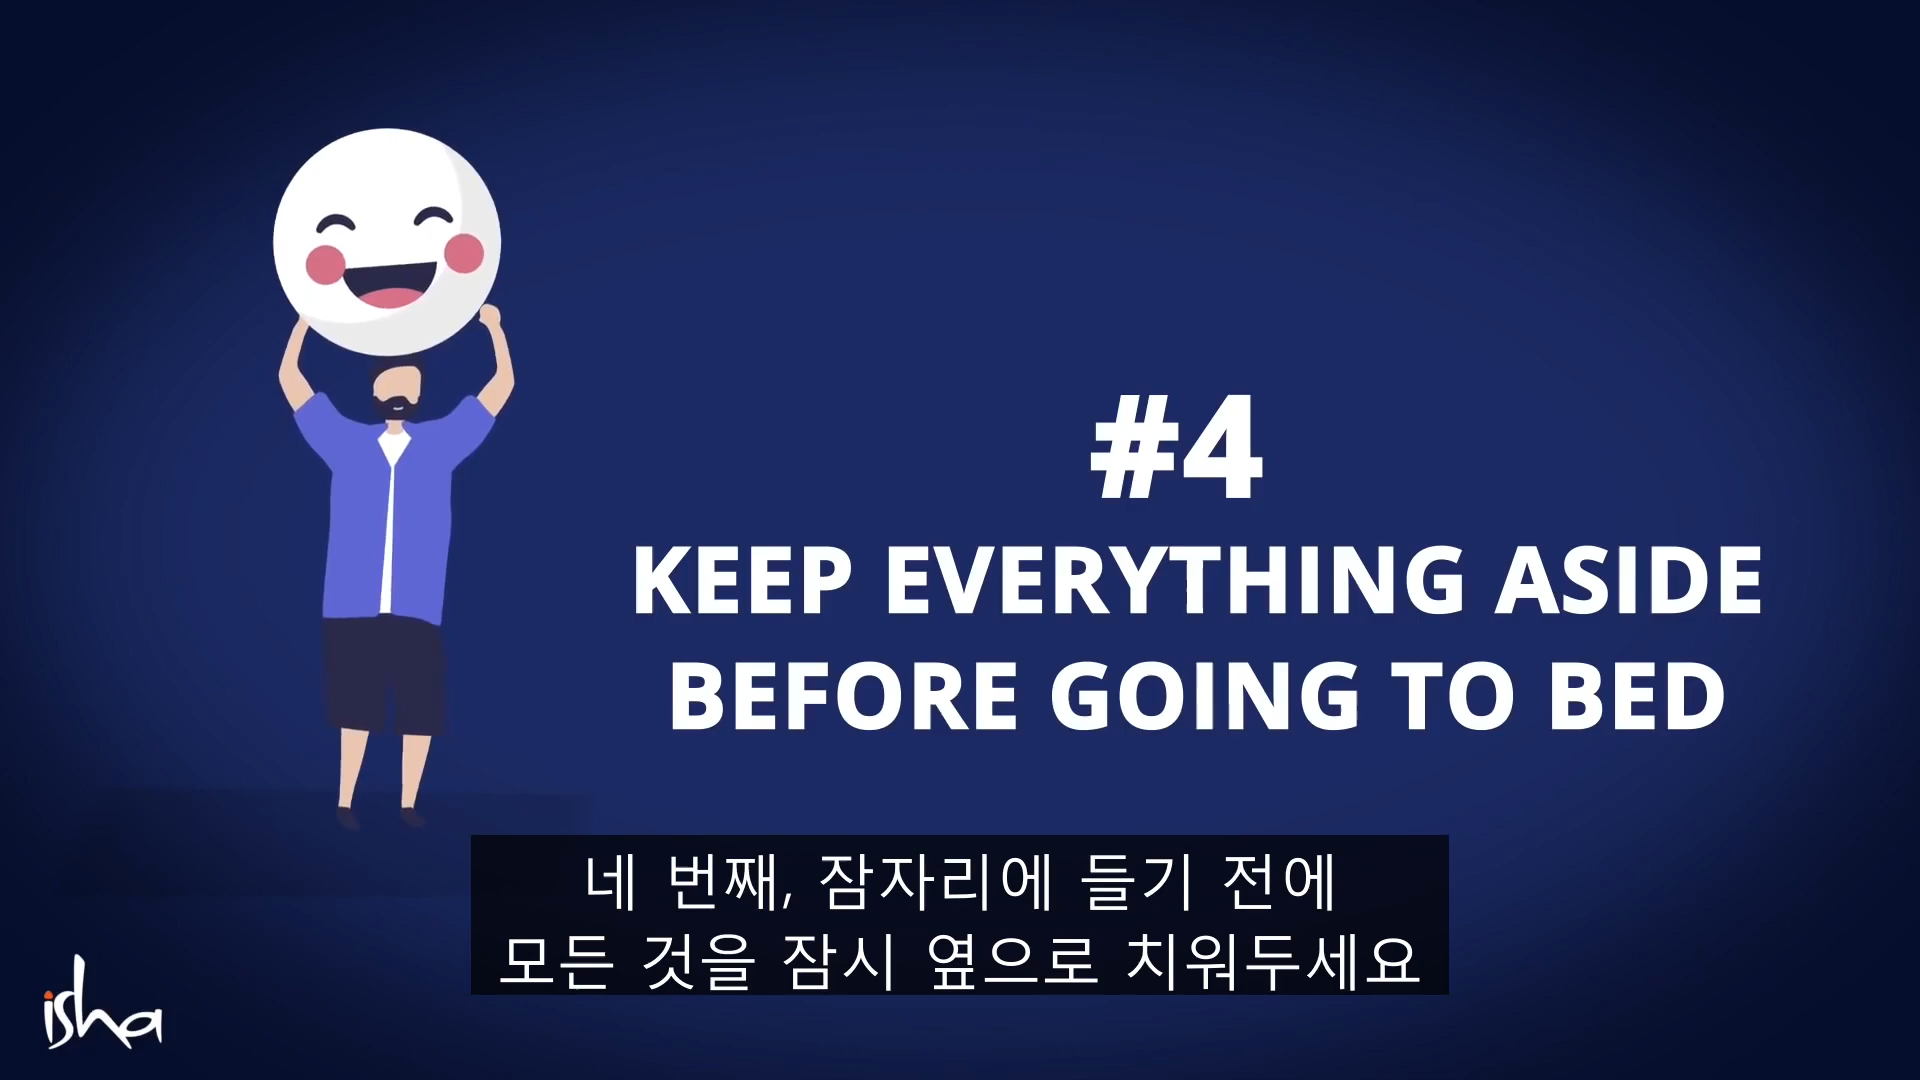 #4
KEEP EVERYTHING ASIDE
BEFORE GOING TO BED
네 번째, 잠자리에 들기 전에
모든 것을 잠시 옆으로 치워두세요
isha